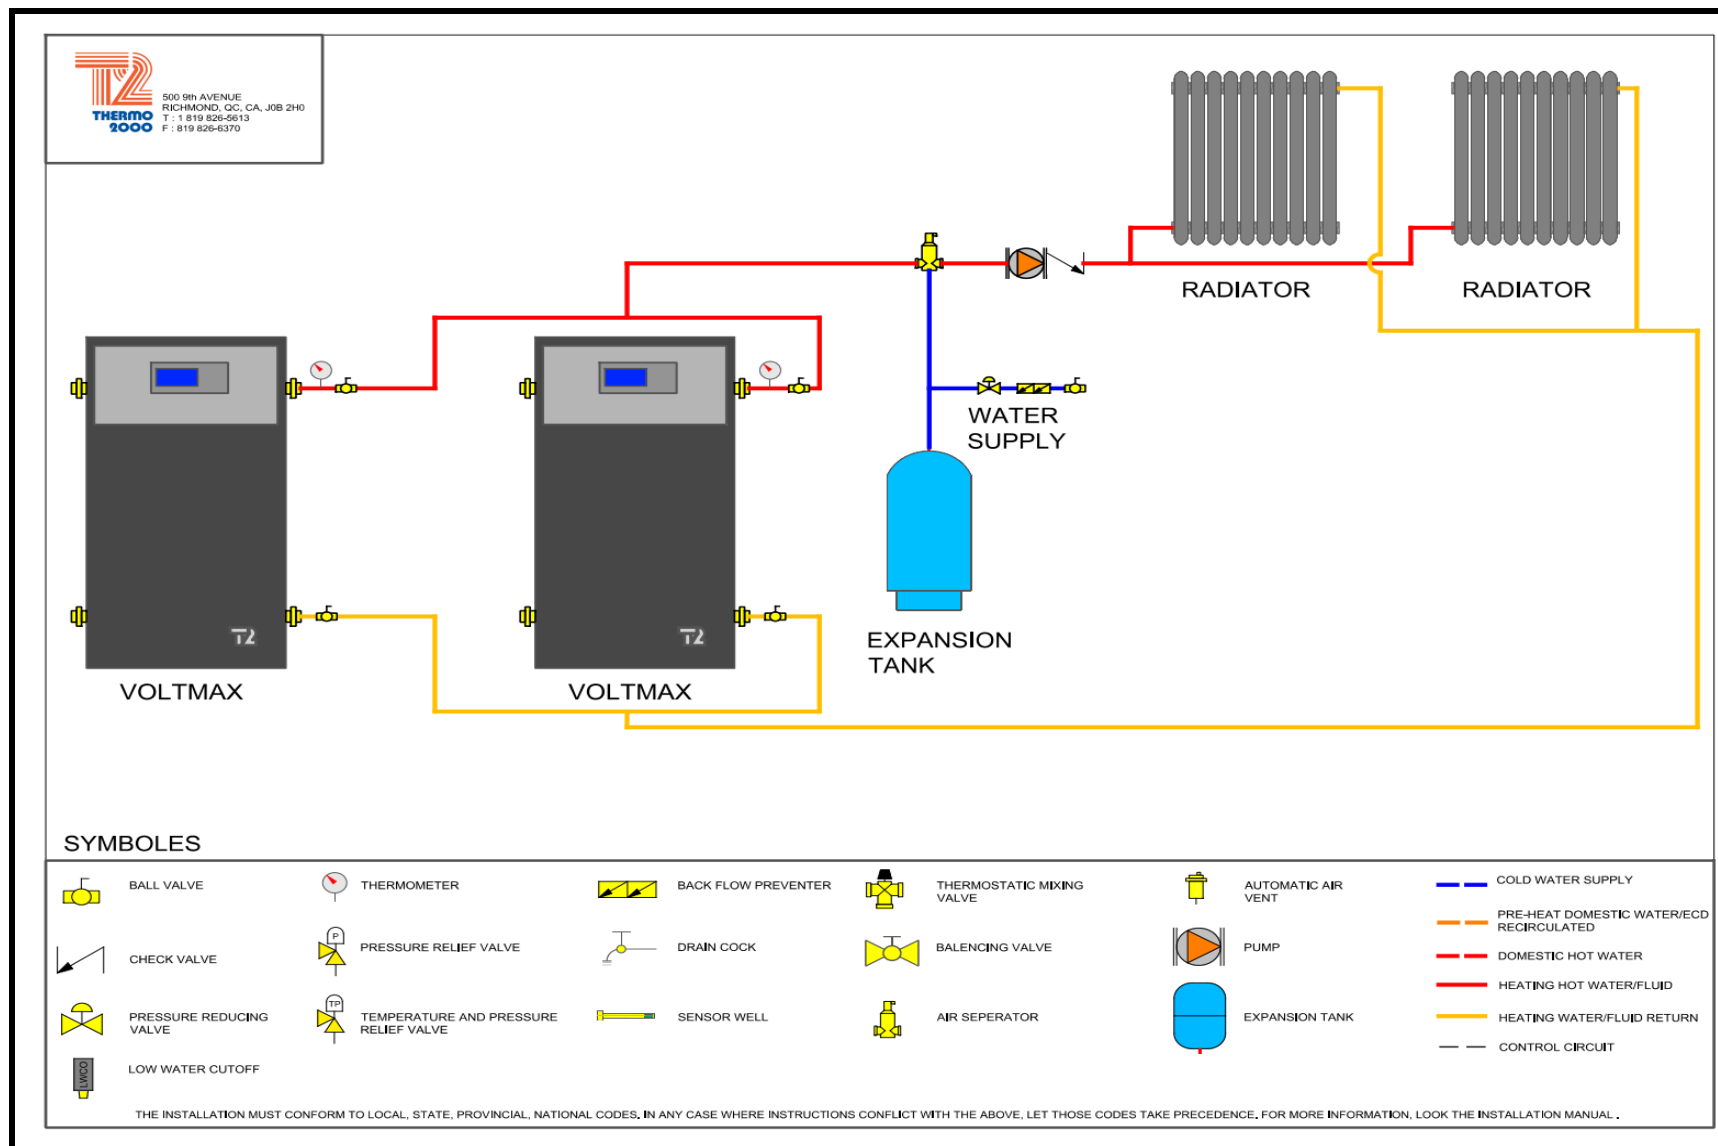 T2
THERMO
2000
500 9th AVENUE
RICHMOND, QC, CA, J0B 2H0
T : 1 819 826-5613
F : 819 826-6370
RADIATOR
RADIATOR
WATER
SUPPLY
T2
T2
EXPANSION
TANK
VOLTMAX
VOLTMAX
SYMBOLES
BALL VALVE
THERMOMETER
BACK FLOW PREVENTER
THERMOSTATIC MIXING
VALVE
AUTOMATIC AIR
VENT
COLD WATER SUPPLY
PRE-HEAT DOMESTIC WATER/ECD
RECIRCULATED
CHECK VALVE
P
PRESSURE RELIEF VALVE
DRAIN COCK
BALENCING VALVE
PUMP
DOMESTIC HOT WATER
HEATING HOT WATER/FLUID
PRESSURE REDUCING
VALVE
TP
TEMPERATURE AND PRESSURE
RELIEF VALVE
SENSOR WELL
AIR SEPERATOR
EXPANSION TANK
HEATING WATER/FLUID RETURN
CONTROL CIRCUIT
LWCO
LOW WATER CUTOFF
THE INSTALLATION MUST CONFORM TO LOCAL, STATE, PROVINCIAL, NATIONAL CODES. IN ANY CASE WHERE INSTRUCTIONS CONFLICT WITH THE ABOVE, LET THOSE CODES TAKE PRECEDENCE. FOR MORE INFORMATION, LOOK THE INSTALLATION MANUAL .